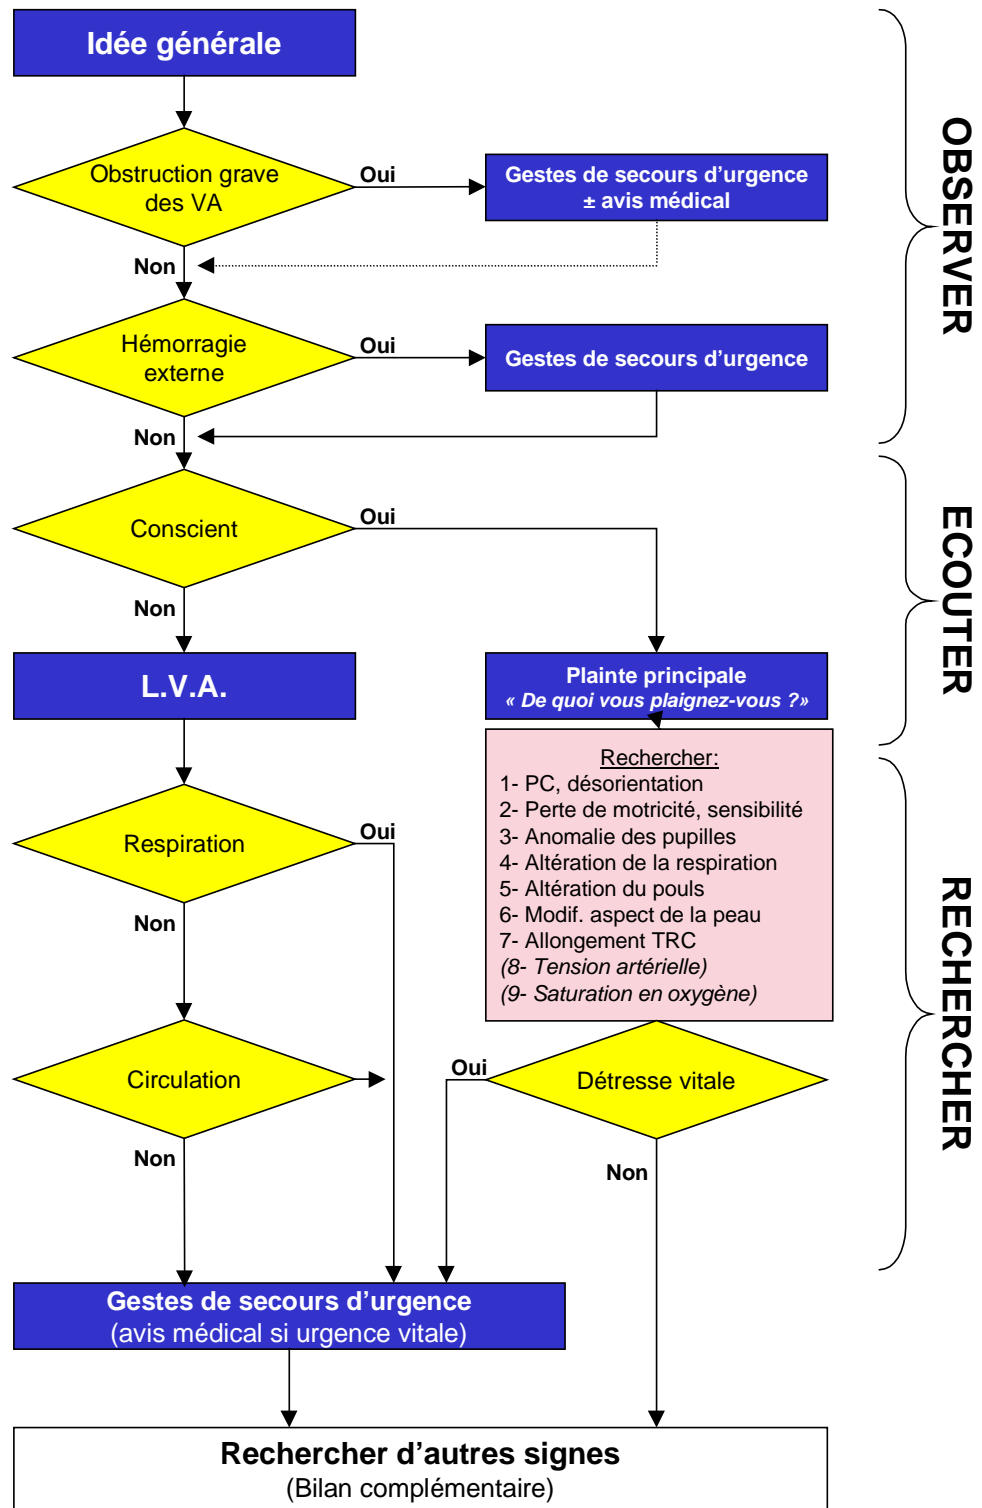 Idée générale
Obstruction grave
des VA
Oui
Gestes de secours d'urgence
± avis médical
Non
Hémorragie
externe
Oui
Gestes de secours d'urgence
Non
OBSERVER
Conscient
Oui
Non
L.V.A.
Plainte principale
« De quoi vous plaignez-vous ?»
ECOUTER
Rechercher:
1- PC, désorientation
2- Perte de motricité, sensibilité
3- Anomalie des pupilles
4- Altération de la respiration
5- Altération du pouls
6- Modif. aspect de la peau
7- Allongement TRC
(8- Tension artérielle)
(9- Saturation en oxygène)
Respiration
Oui
Non
Circulation
Non
Oui
Détresse vitale
Non
RECHERCHER
Gestes de secours d'urgence
(avis médical si urgence vitale)
Rechercher d'autres signes
(Bilan complémentaire)